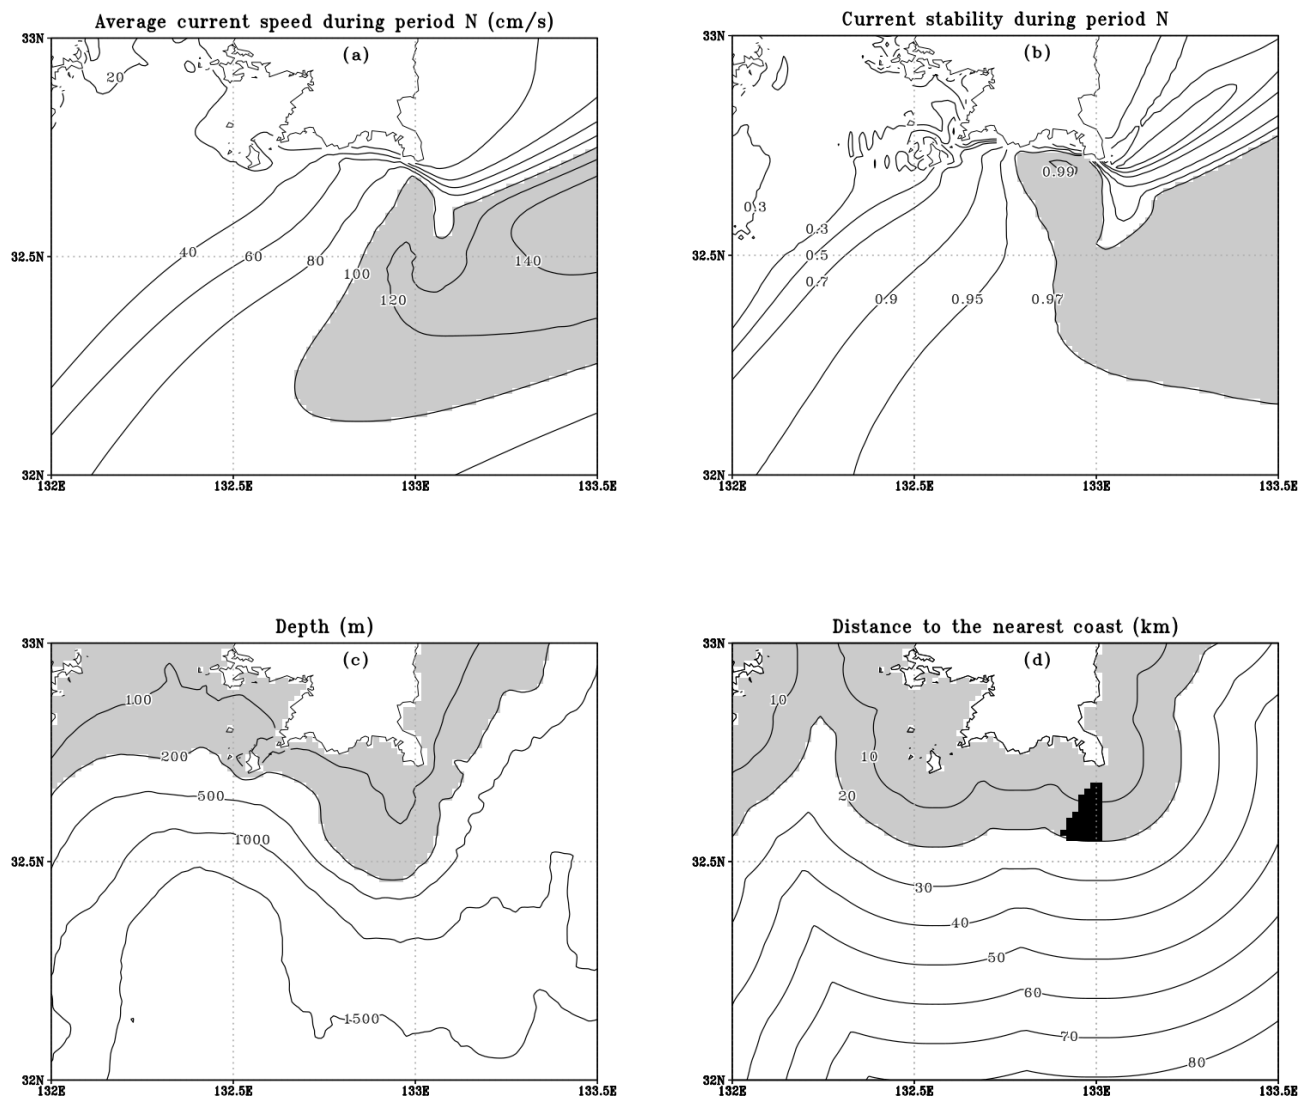 Average current speed during period N (cm/s)
33N
(a)
20
32.5N
40
60
80
100
120
140
32N
132E
132.5E
133E
133.5E
Current stability during period N
33N
(b)
0.99
0.3
0.3
32.5N
0.5
0.7
0.9
0.95
0.97
32N
132E
132.5E
133E
133.5E
Depth (m)
33N
(c)
100
200
500
1000
32.5N
1500
32N
132E
132.5E
133E
133.5E
Distance to the nearest coast (km)
33N
(d)
10
10
20
32.5N
30
40
50
60
70
80
32N
132E
132.5E
133E
133.5E